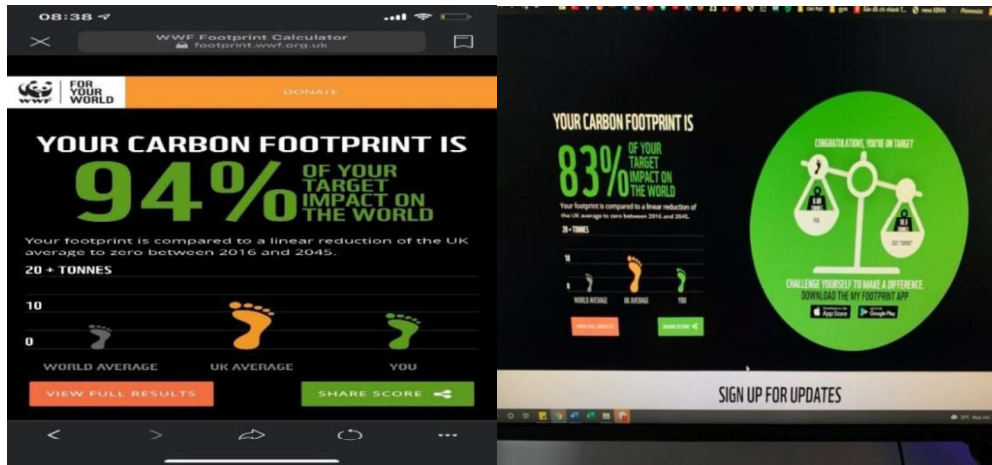 08:38
WWF Footprint Calculator
footprint.wwf.org.uk
WWF
FOR
YOUR
WORLD
DONATE
YOUR CARBON FOOTPRINT IS
94%
OF YOUR
TARGET
IMPACT ON
THE WORLD
Your footprint is compared to a linear reduction of the UK
average to zero between 2016 and 2045.
20 + TONNES
10
0
WORLD AVERAGE
UK AVERAGE
YOU
VIEW FULL RESULTS
SHARE SCORE
YOUR CARBON FOOTPRINT IS
83%
OF YOUR
TARGET
IMPACT ON
THE WORLD
Your footprint is compared to a linear reduction of
the UK average to zero between 2016 and 2045.
20 + TONNES
10
0
WORLD AVERAGE
UK AVERAGE
YOU
VIEW FULL RESULTS
SHARE SCORE
CONGRATULATIONS, YOU'RE ON TARGET
TONNES
YOU
10.5
TONNES
2021 TARGET
CHALLENGE YOURSELF TO MAKE A DIFFERENCE.
DOWNLOAD THE MY FOOTPRINT APP
App Store
Google Play
SIGN UP FOR UPDATES